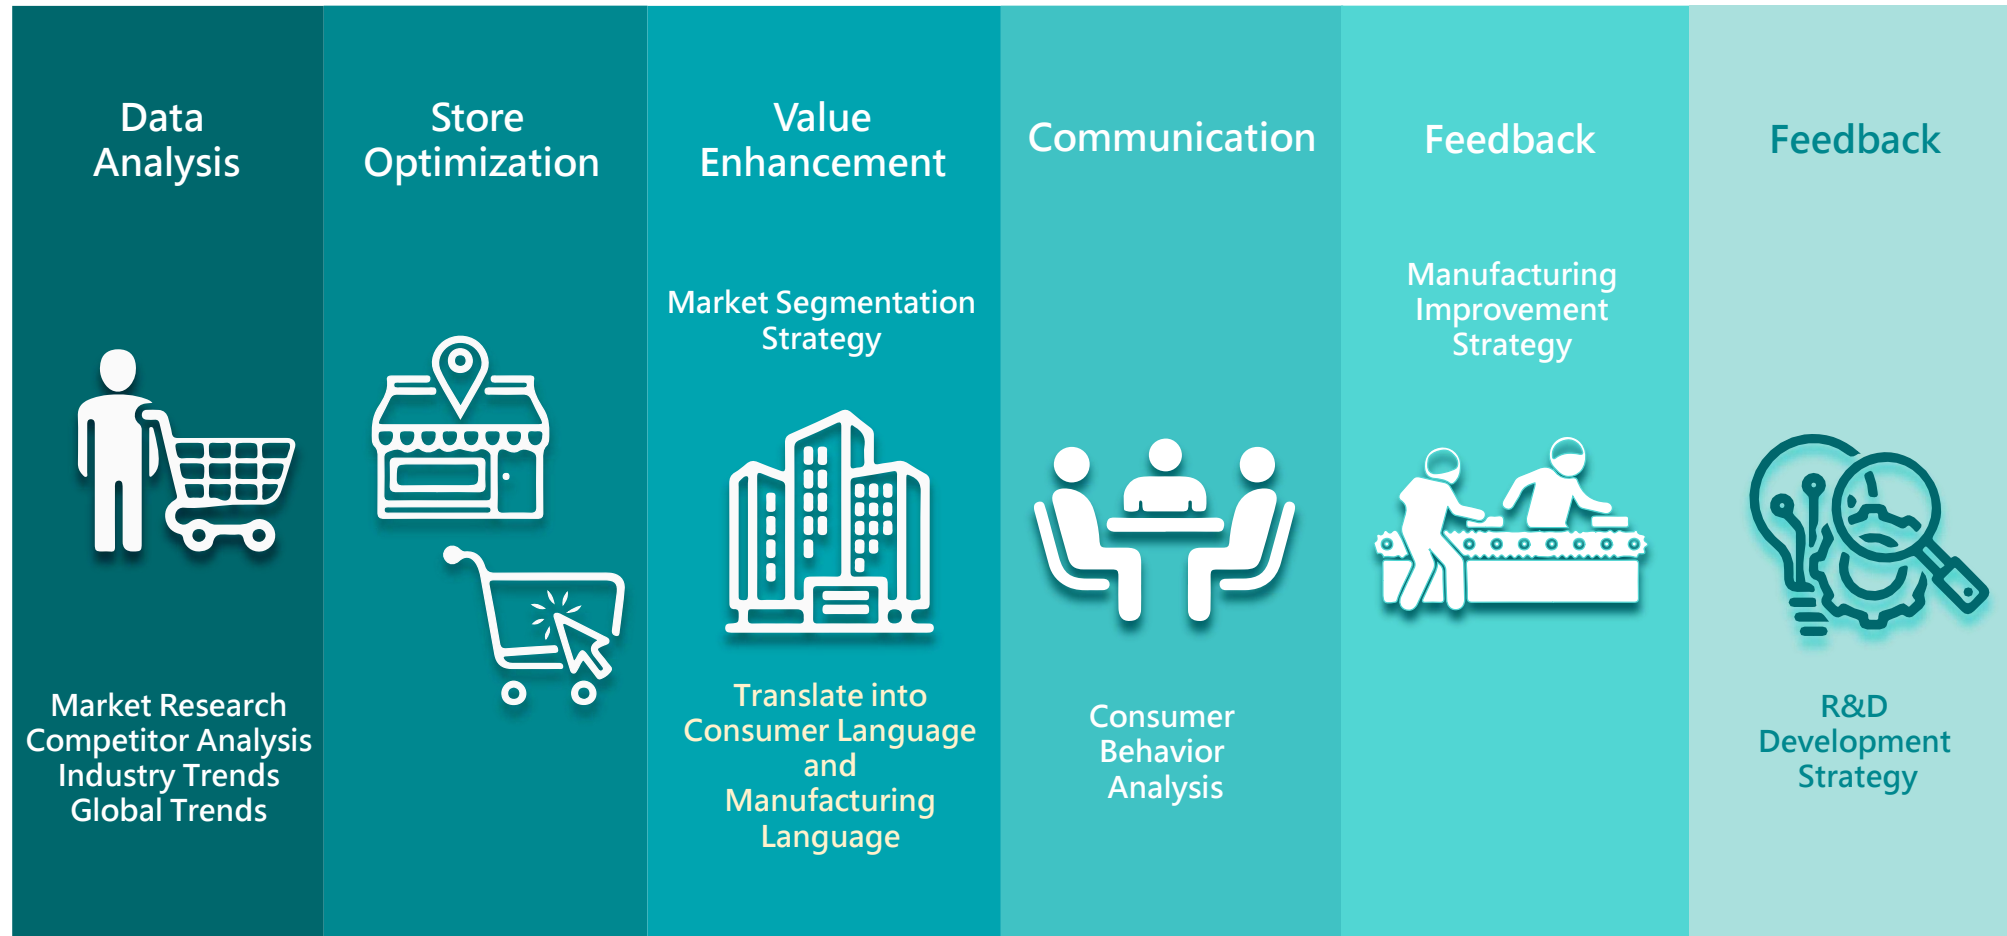 Data
Analysis
Market Research
Competitor Analysis
Industry Trends
Global Trends
Store
Optimization
Value
Enhancement
Market Segmentation
Strategy
Translate into
Consumer Language
and
Manufacturing
Language
Communication
Consumer
Behavior
Analysis
Feedback
Manufacturing
Improvement
Strategy
Feedback
R&D
Development
Strategy